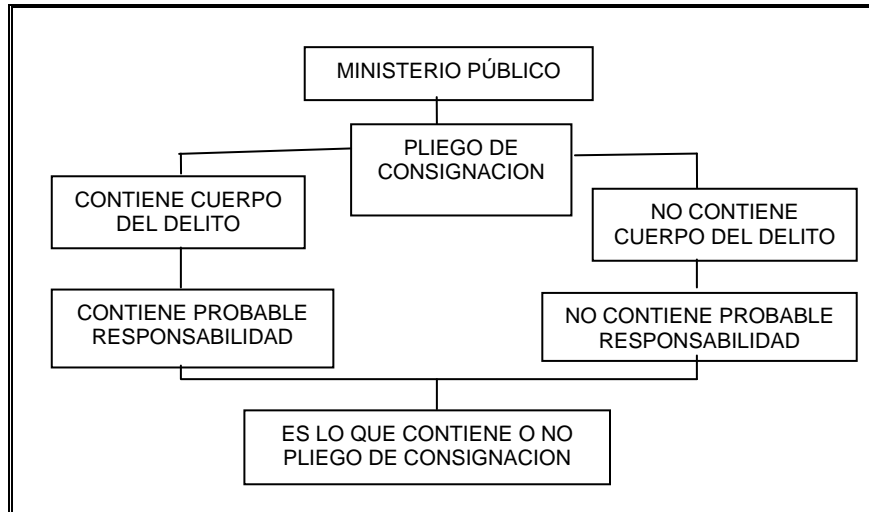 MINISTERIO PÚBLICO
PLIEGO DE
CONSIGNACION
CONTIENE CUERPO
DEL DELITO
NO CONTIENE
CUERPO DEL DELITO
CONTIENE PROBABLE
RESPONSABILIDAD
NO CONTIENE PROBABLE
RESPONSABILIDAD
ES LO QUE CONTIENE O NO
PLIEGO DE CONSIGNACION